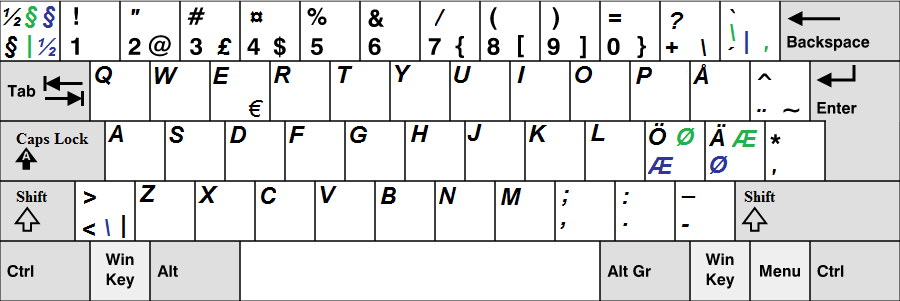 ½ § § ! " # ¤ % & / ( ) = ? `
§ | ½ 1 2 @ 3 £ 4 $ 5 6 7 { 8 [ 9 ] 0 } + \ ´ \ | ' Backspace
Tab Q W E € R T Y U I O P Å ^ ¨ ~ Enter
Caps Lock A A S D F G H J K L Ö Ø Æ Ä Æ Ø * '
Shift > < \ | Z X C V B N M ; , : . – - Shift
Ctrl Win Key Alt Alt Gr Win Key Menu Ctrl